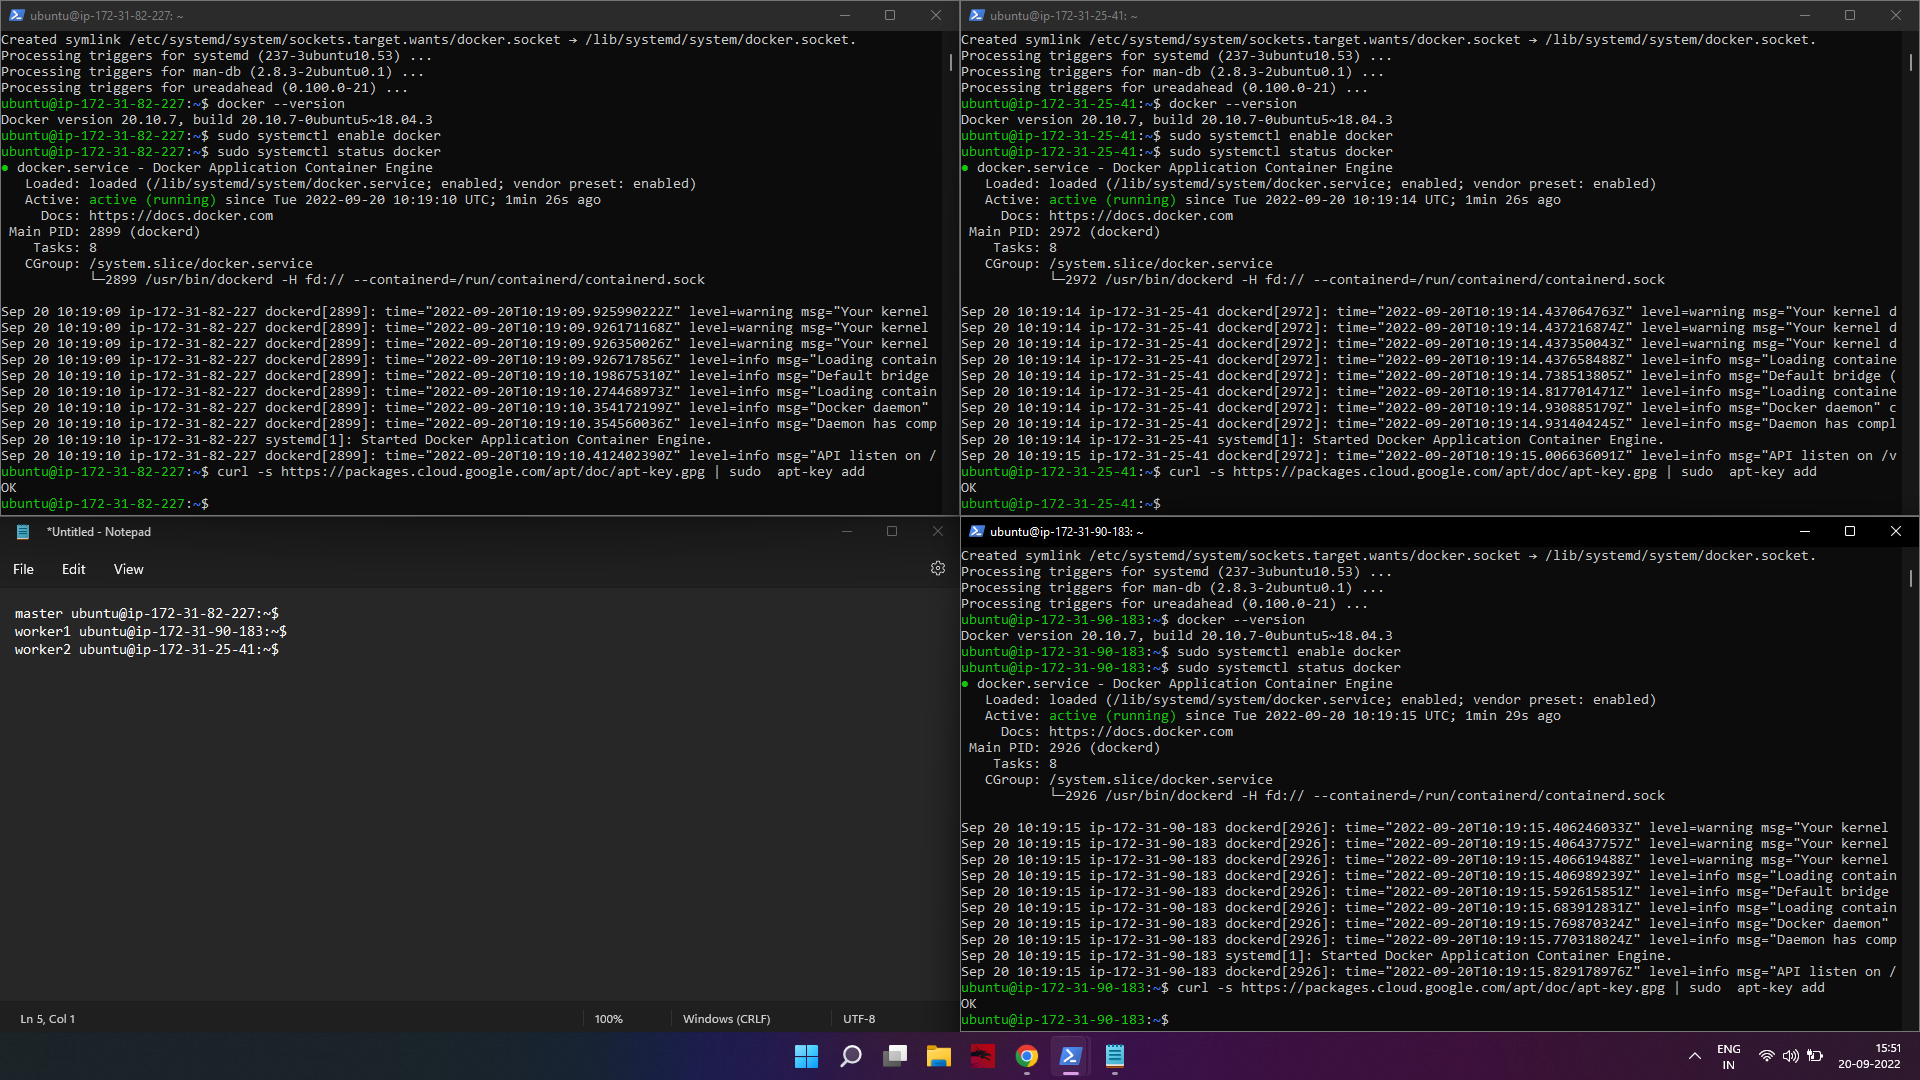 ubuntu@ip-172-31-82-227: ~
Created symlink /etc/systemd/system/sockets.target.wants/docker.socket → /lib/systemd/system/docker.socket.
Processing triggers for systemd (237-3ubuntu10.53) ...
Processing triggers for man-db (2.8.3-2ubuntu0.1) ...
Processing triggers for ureadahead (0.100.0-21) ...
ubuntu@ip-172-31-82-227:~$ docker --version
Docker version 20.10.7, build 20.10.7-0ubuntu5~18.04.3
ubuntu@ip-172-31-82-227:~$ sudo systemctl enable docker
ubuntu@ip-172-31-82-227:~$ sudo systemctl status docker
● docker.service - Docker Application Container Engine
Loaded: loaded (/lib/systemd/system/docker.service; enabled; vendor preset: enabled)
Active: active (running) since Tue 2022-09-20 10:19:10 UTC; 1min 26s ago
Docs: https://docs.docker.com
Main PID: 2899 (dockerd)
Tasks: 8
CGroup: /system.slice/docker.service
└─2899 /usr/bin/dockerd -H fd:// --containerd=/run/containerd/containerd.sock
Sep 20 10:19:09 ip-172-31-82-227 dockerd[2899]: time="2022-09-20T10:19:09.925990222Z" level=warning msg="Your kernel
Sep 20 10:19:09 ip-172-31-82-227 dockerd[2899]: time="2022-09-20T10:19:09.926171168Z" level=warning msg="Your kernel
Sep 20 10:19:09 ip-172-31-82-227 dockerd[2899]: time="2022-09-20T10:19:09.926350026Z" level=warning msg="Your kernel
Sep 20 10:19:09 ip-172-31-82-227 dockerd[2899]: time="2022-09-20T10:19:09.926717856Z" level=info msg="Loading contain
Sep 20 10:19:10 ip-172-31-82-227 dockerd[2899]: time="2022-09-20T10:19:10.198675310Z" level=info msg="Default bridge
Sep 20 10:19:10 ip-172-31-82-227 dockerd[2899]: time="2022-09-20T10:19:10.274468973Z" level=info msg="Loading contain
Sep 20 10:19:10 ip-172-31-82-227 dockerd[2899]: time="2022-09-20T10:19:10.354172199Z" level=info msg="Docker daemon"
Sep 20 10:19:10 ip-172-31-82-227 dockerd[2899]: time="2022-09-20T10:19:10.354560036Z" level=info msg="Daemon has comp
Sep 20 10:19:10 ip-172-31-82-227 systemd[1]: Started Docker Application Container Engine.
Sep 20 10:19:10 ip-172-31-82-227 dockerd[2899]: time="2022-09-20T10:19:10.412402390Z" level=info msg="API listen on /
ubuntu@ip-172-31-82-227:~$ curl -s https://packages.cloud.google.com/apt/doc/apt-key.gpg | sudo  apt-key add
OK
ubuntu@ip-172-31-82-227:~$
ubuntu@ip-172-31-25-41: ~
Created symlink /etc/systemd/system/sockets.target.wants/docker.socket → /lib/systemd/system/docker.socket.
Processing triggers for systemd (237-3ubuntu10.53) ...
Processing triggers for man-db (2.8.3-2ubuntu0.1) ...
Processing triggers for ureadahead (0.100.0-21) ...
ubuntu@ip-172-31-25-41:~$ docker --version
Docker version 20.10.7, build 20.10.7-0ubuntu5~18.04.3
ubuntu@ip-172-31-25-41:~$ sudo systemctl enable docker
ubuntu@ip-172-31-25-41:~$ sudo systemctl status docker
● docker.service - Docker Application Container Engine
Loaded: loaded (/lib/systemd/system/docker.service; enabled; vendor preset: enabled)
Active: active (running) since Tue 2022-09-20 10:19:14 UTC; 1min 26s ago
Docs: https://docs.docker.com
Main PID: 2972 (dockerd)
Tasks: 8
CGroup: /system.slice/docker.service
└─2972 /usr/bin/dockerd -H fd:// --containerd=/run/containerd/containerd.sock
Sep 20 10:19:14 ip-172-31-25-41 dockerd[2972]: time="2022-09-20T10:19:14.437064763Z" level=warning msg="Your kernel d
Sep 20 10:19:14 ip-172-31-25-41 dockerd[2972]: time="2022-09-20T10:19:14.437216874Z" level=warning msg="Your kernel d
Sep 20 10:19:14 ip-172-31-25-41 dockerd[2972]: time="2022-09-20T10:19:14.437350043Z" level=warning msg="Your kernel d
Sep 20 10:19:14 ip-172-31-25-41 dockerd[2972]: time="2022-09-20T10:19:14.437658488Z" level=info msg="Loading containe
Sep 20 10:19:14 ip-172-31-25-41 dockerd[2972]: time="2022-09-20T10:19:14.738513805Z" level=info msg="Default bridge (
Sep 20 10:19:14 ip-172-31-25-41 dockerd[2972]: time="2022-09-20T10:19:14.817701471Z" level=info msg="Loading containe
Sep 20 10:19:14 ip-172-31-25-41 dockerd[2972]: time="2022-09-20T10:19:14.930885179Z" level=info msg="Docker daemon" c
Sep 20 10:19:14 ip-172-31-25-41 dockerd[2972]: time="2022-09-20T10:19:14.931404245Z" level=info msg="Daemon has compl
Sep 20 10:19:14 ip-172-31-25-41 systemd[1]: Started Docker Application Container Engine.
Sep 20 10:19:15 ip-172-31-25-41 dockerd[2972]: time="2022-09-20T10:19:15.006636091Z" level=info msg="API listen on /v
ubuntu@ip-172-31-25-41:~$ curl -s https://packages.cloud.google.com/apt/doc/apt-key.gpg | sudo  apt-key add
OK
ubuntu@ip-172-31-25-41:~$
*Untitled - Notepad
File Edit View
master ubuntu@ip-172-31-82-227:~$
worker1 ubuntu@ip-172-31-90-183:~$
worker2 ubuntu@ip-172-31-25-41:~$
Ln 5, Col 1 100% Windows (CRLF) UTF-8
ubuntu@ip-172-31-90-183: ~
Created symlink /etc/systemd/system/sockets.target.wants/docker.socket → /lib/systemd/system/docker.socket.
Processing triggers for systemd (237-3ubuntu10.53) ...
Processing triggers for man-db (2.8.3-2ubuntu0.1) ...
Processing triggers for ureadahead (0.100.0-21) ...
ubuntu@ip-172-31-90-183:~$ docker --version
Docker version 20.10.7, build 20.10.7-0ubuntu5~18.04.3
ubuntu@ip-172-31-90-183:~$ sudo systemctl enable docker
ubuntu@ip-172-31-90-183:~$ sudo systemctl status docker
● docker.service - Docker Application Container Engine
Loaded: loaded (/lib/systemd/system/docker.service; enabled; vendor preset: enabled)
Active: active (running) since Tue 2022-09-20 10:19:15 UTC; 1min 29s ago
Docs: https://docs.docker.com
Main PID: 2926 (dockerd)
Tasks: 8
CGroup: /system.slice/docker.service
└─2926 /usr/bin/dockerd -H fd:// --containerd=/run/containerd/containerd.sock
Sep 20 10:19:15 ip-172-31-90-183 dockerd[2926]: time="2022-09-20T10:19:15.406246033Z" level=warning msg="Your kernel
Sep 20 10:19:15 ip-172-31-90-183 dockerd[2926]: time="2022-09-20T10:19:15.406437757Z" level=warning msg="Your kernel
Sep 20 10:19:15 ip-172-31-90-183 dockerd[2926]: time="2022-09-20T10:19:15.406619488Z" level=warning msg="Your kernel
Sep 20 10:19:15 ip-172-31-90-183 dockerd[2926]: time="2022-09-20T10:19:15.406989239Z" level=info msg="Loading contain
Sep 20 10:19:15 ip-172-31-90-183 dockerd[2926]: time="2022-09-20T10:19:15.592615851Z" level=info msg="Default bridge
Sep 20 10:19:15 ip-172-31-90-183 dockerd[2926]: time="2022-09-20T10:19:15.683912831Z" level=info msg="Loading contain
Sep 20 10:19:15 ip-172-31-90-183 dockerd[2926]: time="2022-09-20T10:19:15.769870324Z" level=info msg="Docker daemon"
Sep 20 10:19:15 ip-172-31-90-183 dockerd[2926]: time="2022-09-20T10:19:15.770318024Z" level=info msg="Daemon has comp
Sep 20 10:19:15 ip-172-31-90-183 systemd[1]: Started Docker Application Container Engine.
Sep 20 10:19:15 ip-172-31-90-183 dockerd[2926]: time="2022-09-20T10:19:15.829178976Z" level=info msg="API listen on /
ubuntu@ip-172-31-90-183:~$ curl -s https://packages.cloud.google.com/apt/doc/apt-key.gpg | sudo  apt-key add
OK
ubuntu@ip-172-31-90-183:~$
ENG
IN
15:51
20-09-2022